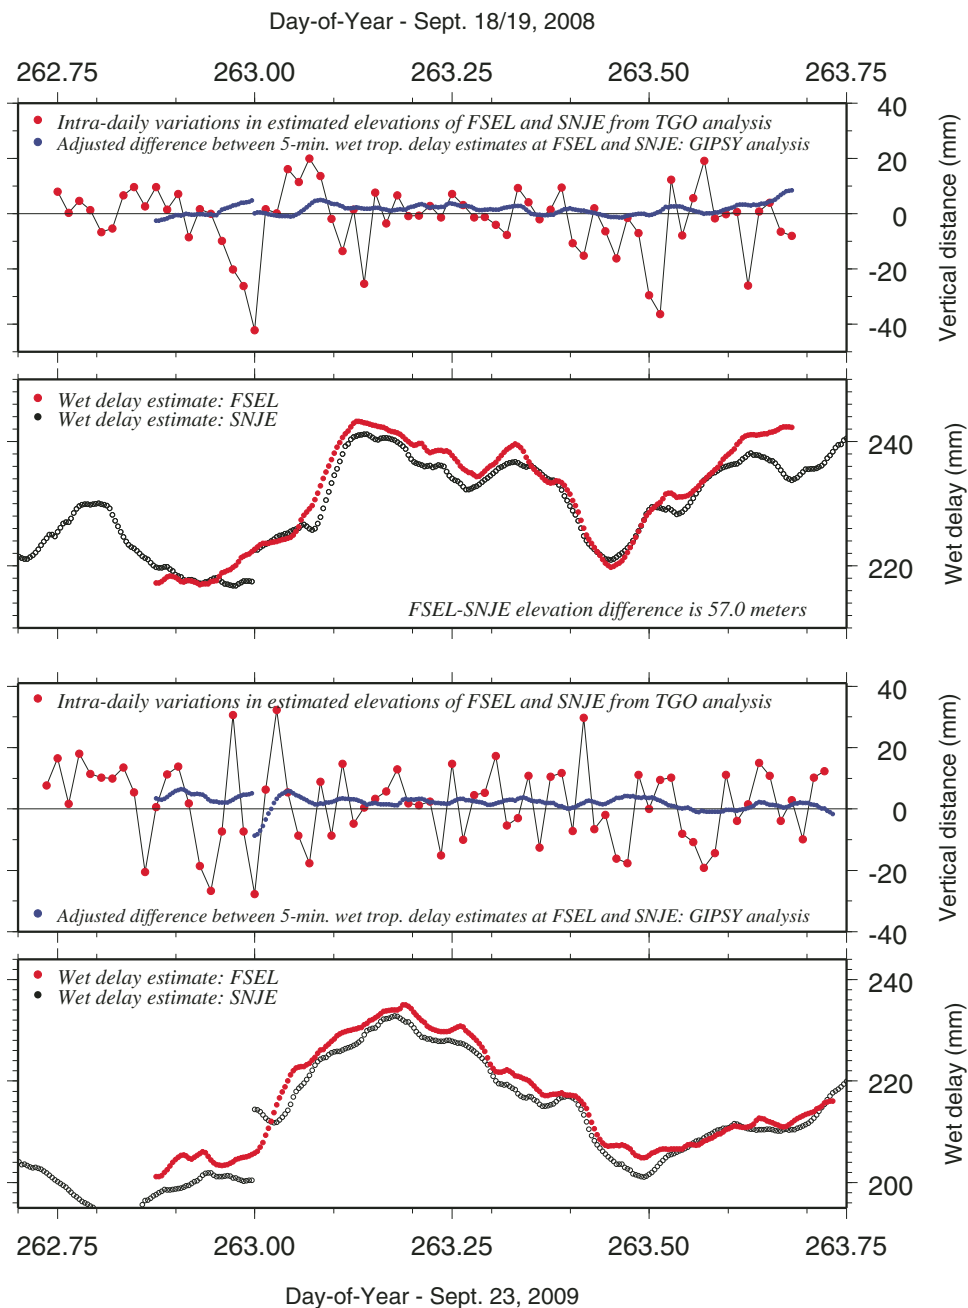 Day-of-Year - Sept. 18/19, 2008
262.75 263.00 263.25 263.50 263.75
Intra-daily variations in estimated elevations of FSEL and SNJE from TGO analysis
Adjusted difference between 5-min. wet trop. delay estimates at FSEL and SNJE: GIPSY analysis
40
20
0
-20
-40
Vertical distance (mm)
Wet delay estimate: FSEL
Wet delay estimate: SNJE
240
220
Wet delay (mm)
FSEL-SNJE elevation difference is 57.0 meters
Intra-daily variations in estimated elevations of FSEL and SNJE from TGO analysis
40
20
0
-20
-40
Vertical distance (mm)
Adjusted difference between 5-min. wet trop. delay estimates at FSEL and SNJE: GIPSY analysis
Wet delay estimate: FSEL
Wet delay estimate: SNJE
240
220
200
Wet delay (mm)
262.75 263.00 263.25 263.50 263.75
Day-of-Year - Sept. 23, 2009